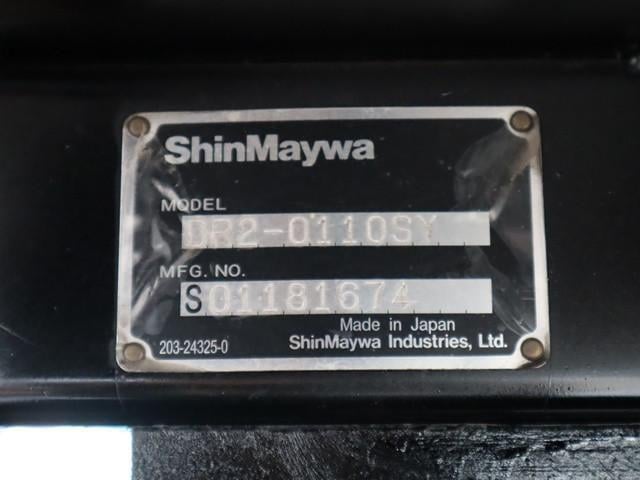 ShinMaywa
MODEL
DR2-0110SY
MFG. NO.
S01181674
Made in Japan
203-24325-0
ShinMaywa Industries, Ltd.